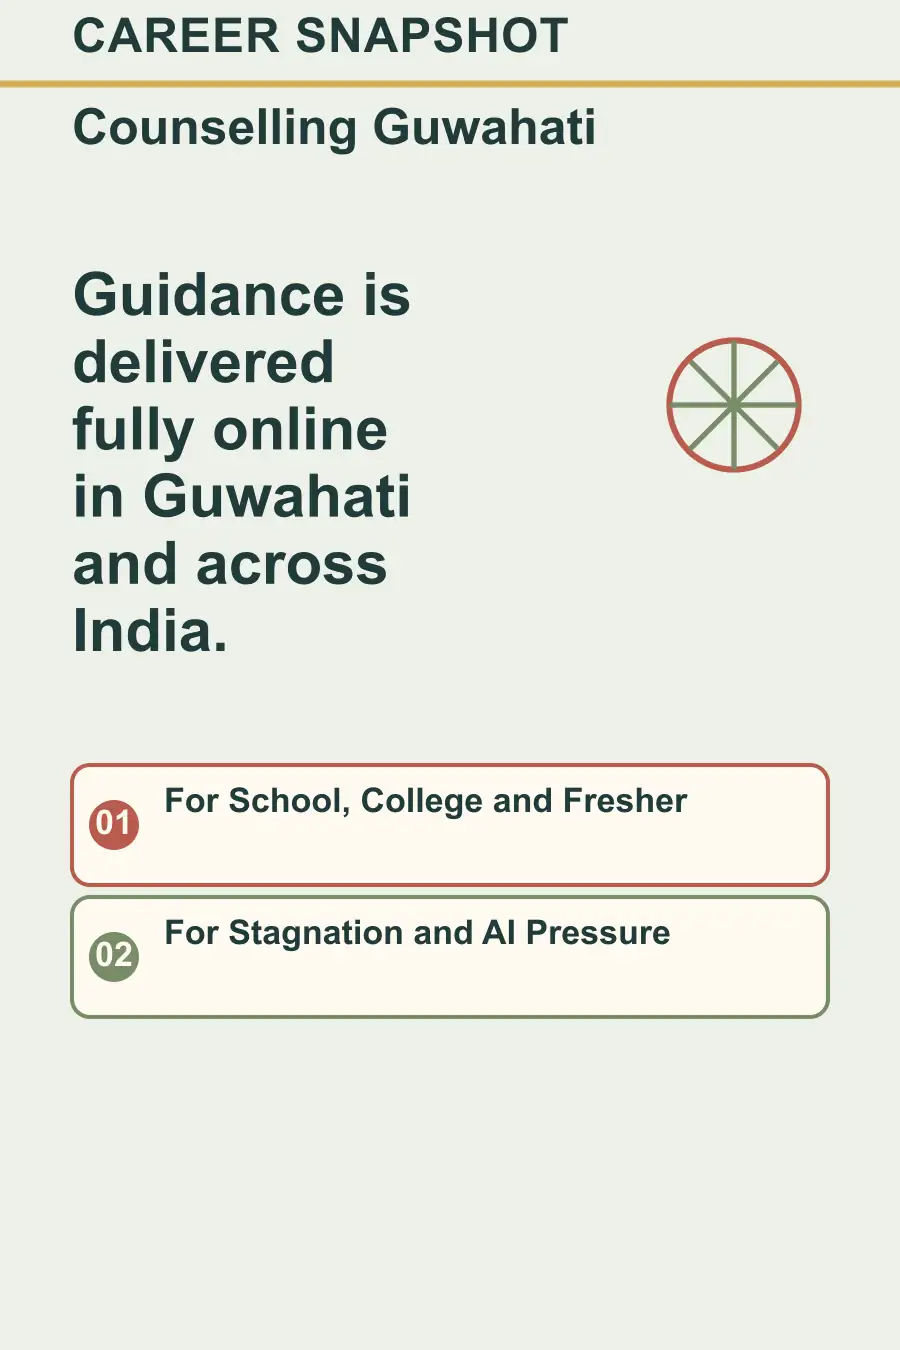 CAREER SNAPSHOT
Counselling Guwahati
Guidance is
delivered
fully online
in Guwahati
and across
India.
01
For School, College and Fresher
02
For Stagnation and AI Pressure